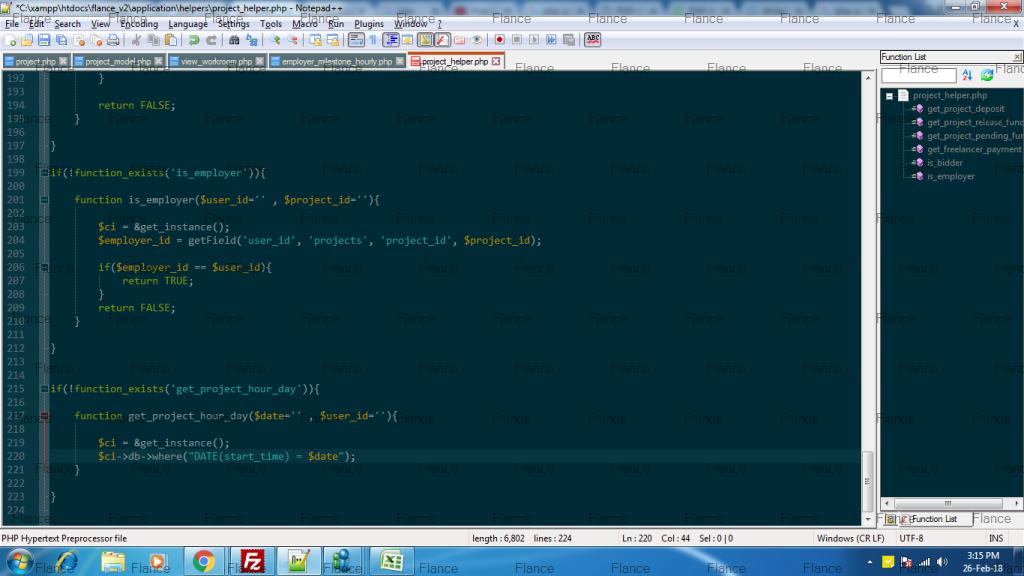 *C:\xampp\htdocs\flance_v2\application\helpers\project_helper.php - Notepad++
File Edit Search View Encoding Language Settings Tools Macro Run Plugins Window ? X
project.php project_model.php view_workroom.php employer_milestone_hourly.php project_helper.php
192 }
193
194 return FALSE;
195 }
196
197 }
198
199 if(!function_exists('is_employer')){
200
201 function is_employer($user_id='' , $project_id=''){
202
203 $ci = &get_instance();
204 $employer_id = getField('user_id', 'projects', 'project_id', $project_id);
205
206 if($employer_id == $user_id){
207 return TRUE;
208 }
209 return FALSE;
210 }
211
212 }
213
214
215 if(!function_exists('get_project_hour_day')){
216
217 function get_project_hour_day($date='' , $user_id=''){
218
219 $ci = &get_instance();
220 $ci->db->where("DATE(start_time) = $date");
221 }
222
223 }
224
Function List
project_helper.php
get_project_deposit
get_project_release_func
get_project_pending_fur
get_freelancer_payment
is_bidder
is_employer
Function List
PHP Hypertext Preprocessor file length : 6,802 lines : 224 Ln : 220 Col : 44 Sel : 0 | 0 Windows (CR LF) UTF-8 INS
3:15 PM
26-Feb-18
Flance